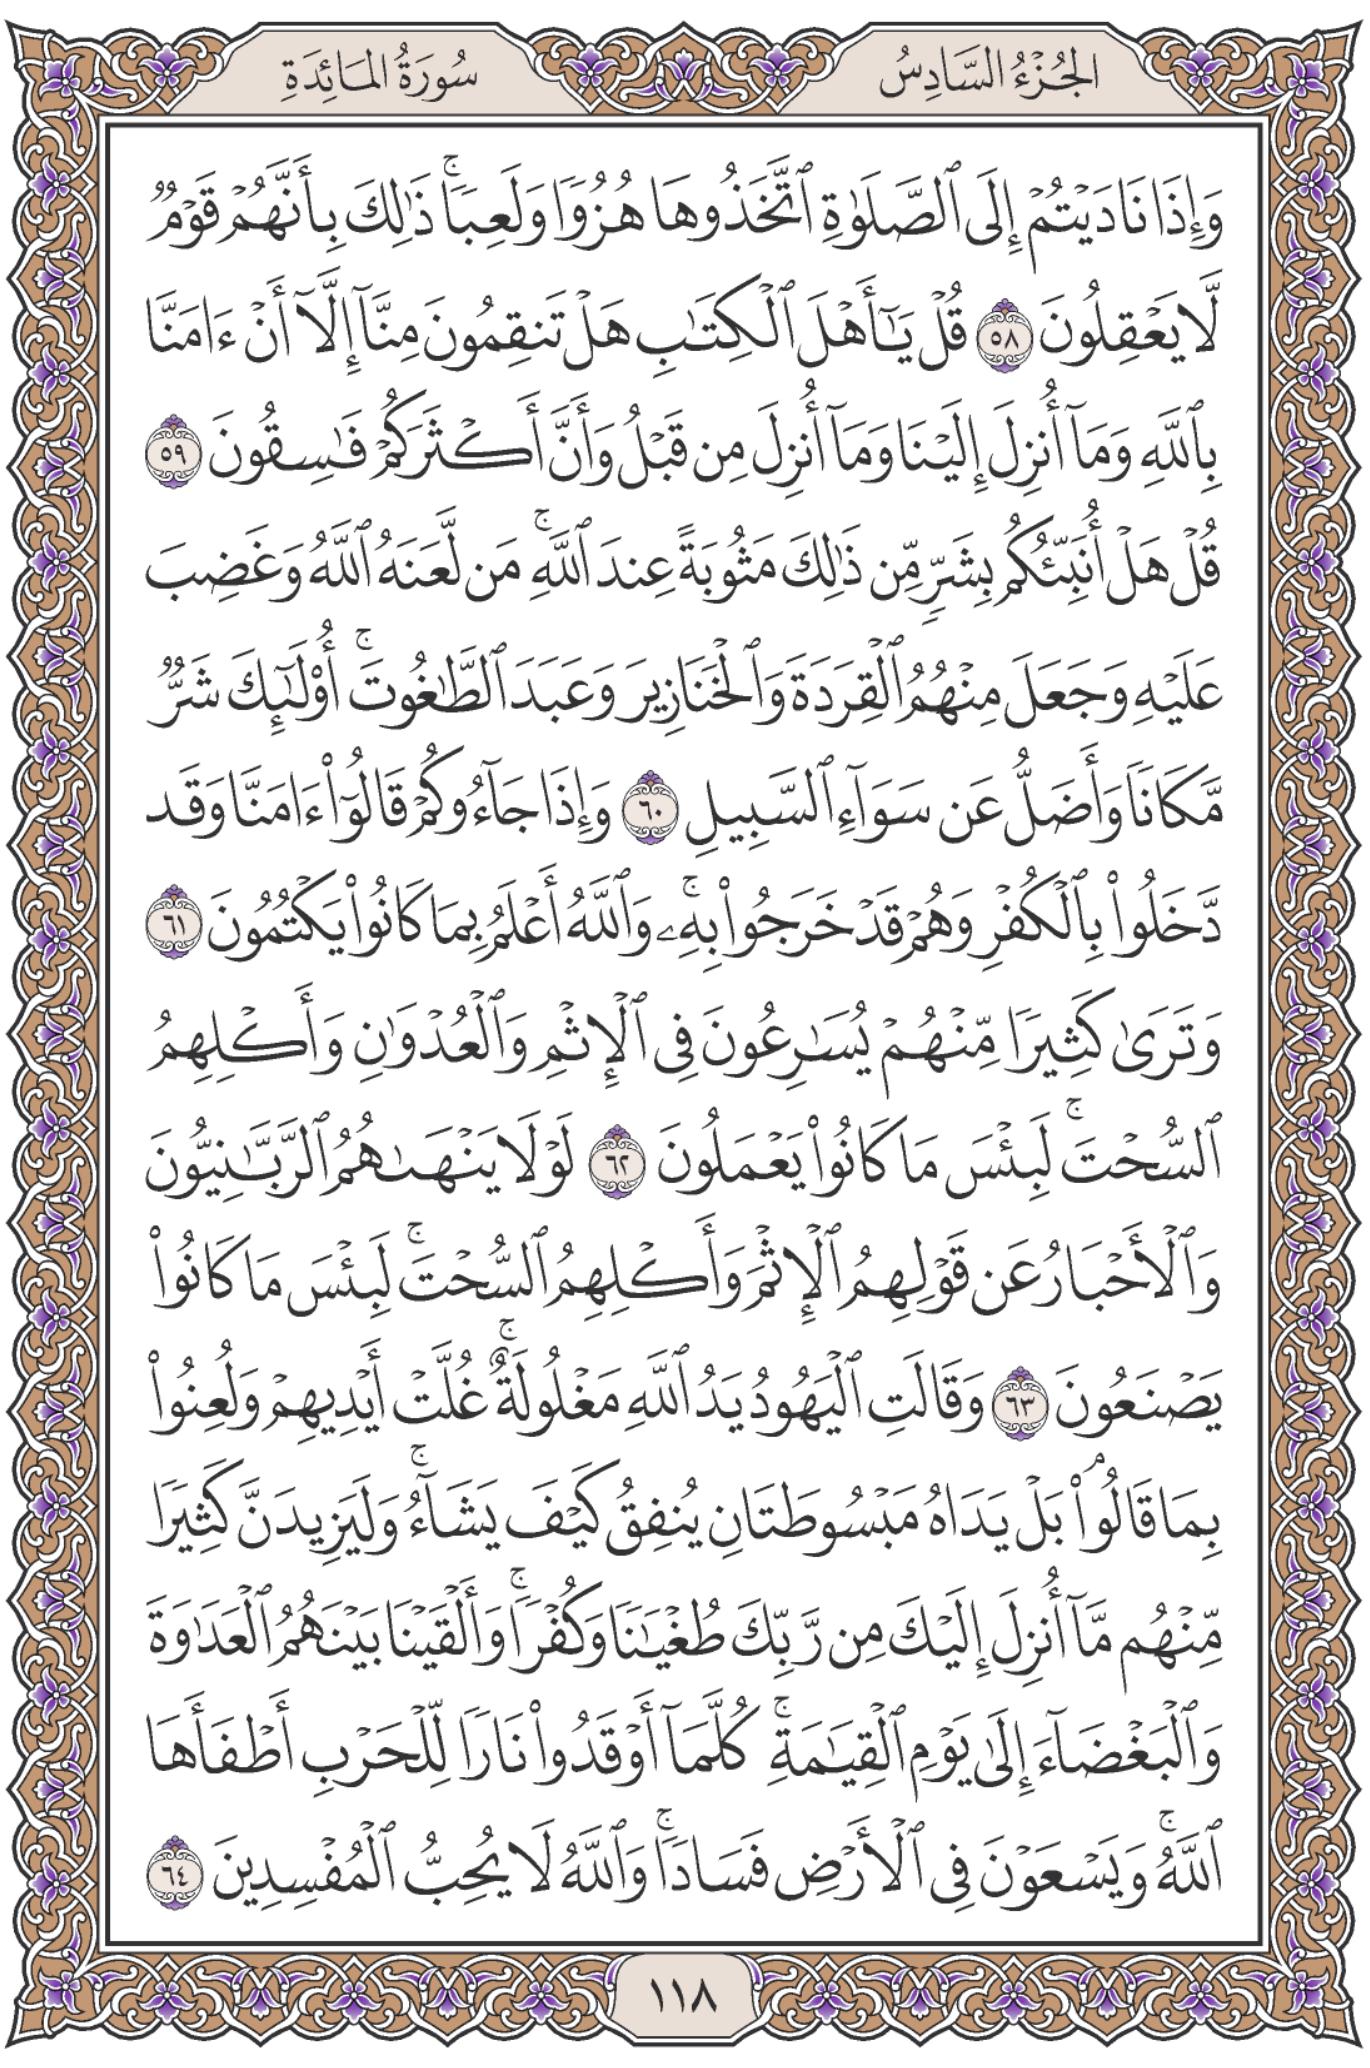 الجُزْءُ السَّادِسُ
سُورَةُ المَائِدَةِ
وَإِذَا نَادَيۡتُمۡ إِلَى ٱلصَّلَوٰةِ ٱتَّخَذُوهَا هُزُوٗا وَلَعِبٗاۚ ذَٰلِكَ بِأَنَّهُمۡ قَوۡمٞ
لَّا يَعۡقِلُونَ ٥٨ قُلۡ يَـٰٓأَهۡلَ ٱلۡكِتَـٰبِ هَلۡ تَنقِمُونَ مِنَّآ إِلَّآ أَنۡ ءَامَنَّا
بِٱللَّهِ وَمَآ أُنزِلَ إِلَيۡنَا وَمَآ أُنزِلَ مِن قَبۡلُ وَأَنَّ أَكۡثَرَكُمۡ فَـٰسِقُونَ ٥٩
قُلۡ هَلۡ أُنَبِّئُكُم بِشَرّٖ مِّن ذَٰلِكَ مَثُوبَةً عِندَ ٱللَّهِۚ مَن لَّعَنَهُ ٱللَّهُ وَغَضِبَ
عَلَيۡهِ وَجَعَلَ مِنۡهُمُ ٱلۡقِرَدَةَ وَٱلۡخَنَازِيرَ وَعَبَدَ ٱلطَّـٰغُوتَۚ أُوْلَـٰٓئِكَ شَرّٞ
مَّكَانٗا وَأَضَلُّ عَن سَوَآءِ ٱلسَّبِيلِ ٦٠ وَإِذَا جَآءُوكُمۡ قَالُوٓاْ ءَامَنَّا وَقَد
دَّخَلُواْ بِٱلۡكُفۡرِ وَهُمۡ قَدۡ خَرَجُواْ بِهِۦۚ وَٱللَّهُ أَعۡلَمُ بِمَا كَانُواْ يَكۡتُمُونَ ٦١
وَتَرَىٰ كَثِيرٗا مِّنۡهُمۡ يُسَـٰرِعُونَ فِي ٱلۡإِثۡمِ وَٱلۡعُدۡوَٰنِ وَأَكۡلِهِمُ
ٱلسُّحۡتَۚ لَبِئۡسَ مَا كَانُواْ يَعۡمَلُونَ ٦٢ لَوۡلَا يَنۡهَىٰهُمُ ٱلرَّبَّـٰنِيُّونَ
وَٱلۡأَحۡبَارُ عَن قَوۡلِهِمُ ٱلۡإِثۡمَ وَأَكۡلِهِمُ ٱلسُّحۡتَۚ لَبِئۡسَ مَا كَانُواْ
يَصۡنَعُونَ ٦٣ وَقَالَتِ ٱلۡيَهُودُ يَدُ ٱللَّهِ مَغۡلُولَةٌۚ غُلَّتۡ أَيۡدِيهِمۡ وَلُعِنُواْ
بِمَا قَالُواْۘ بَلۡ يَدَاهُ مَبۡسُوطَتَانِ يُنفِقُ كَيۡفَ يَشَآءُۚ وَلَيَزِيدَنَّ كَثِيرٗا
مِّنۡهُم مَّآ أُنزِلَ إِلَيۡكَ مِن رَّبِّكَ طُغۡيَـٰنٗا وَكُفۡرٗاۚ وَأَلۡقَيۡنَا بَيۡنَهُمُ ٱلۡعَدَٰوَةَ
وَٱلۡبَغۡضَآءَ إِلَىٰ يَوۡمِ ٱلۡقِيَـٰمَةِۚ كُلَّمَآ أَوۡقَدُواْ نَارٗا لِّلۡحَرۡبِ أَطۡفَأَهَا
ٱللَّهُۚ وَيَسۡعَوۡنَ فِي ٱلۡأَرۡضِ فَسَادٗاۚ وَٱللَّهُ لَا يُحِبُّ ٱلۡمُفۡسِدِينَ ٦٤
١١٨